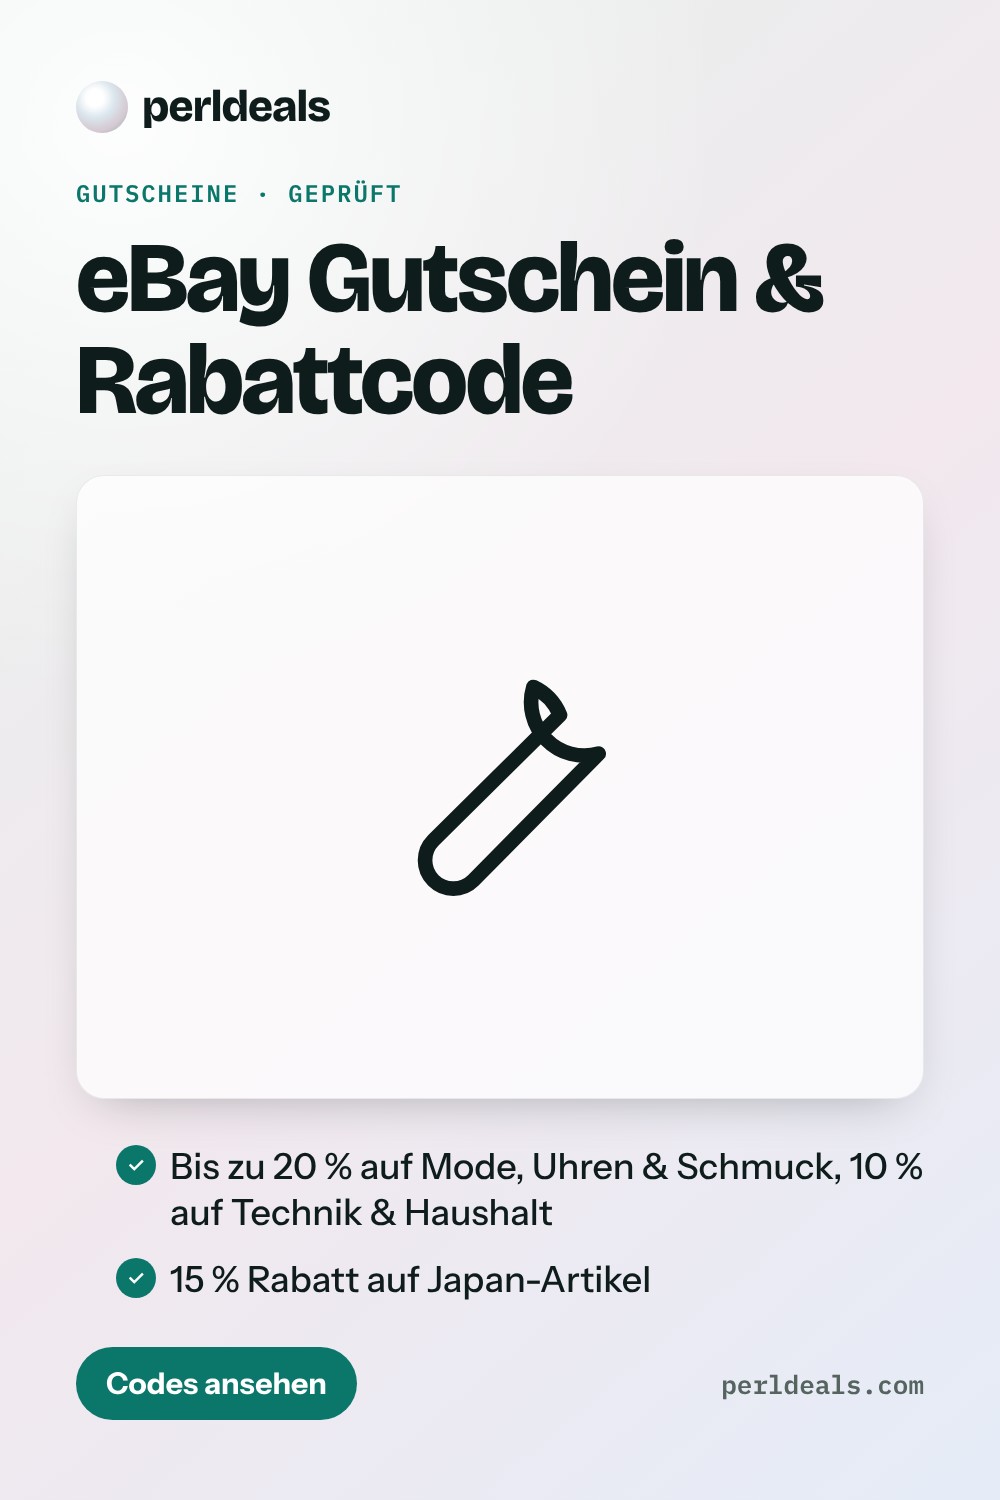 perldeals
GUTSCHEINE · GEPRÜFT
eBay Gutschein &
Rabattcode
Bis zu 20 % auf Mode, Uhren & Schmuck, 10 %
auf Technik & Haushalt
15 % Rabatt auf Japan-Artikel
Codes ansehen
perldeals.com